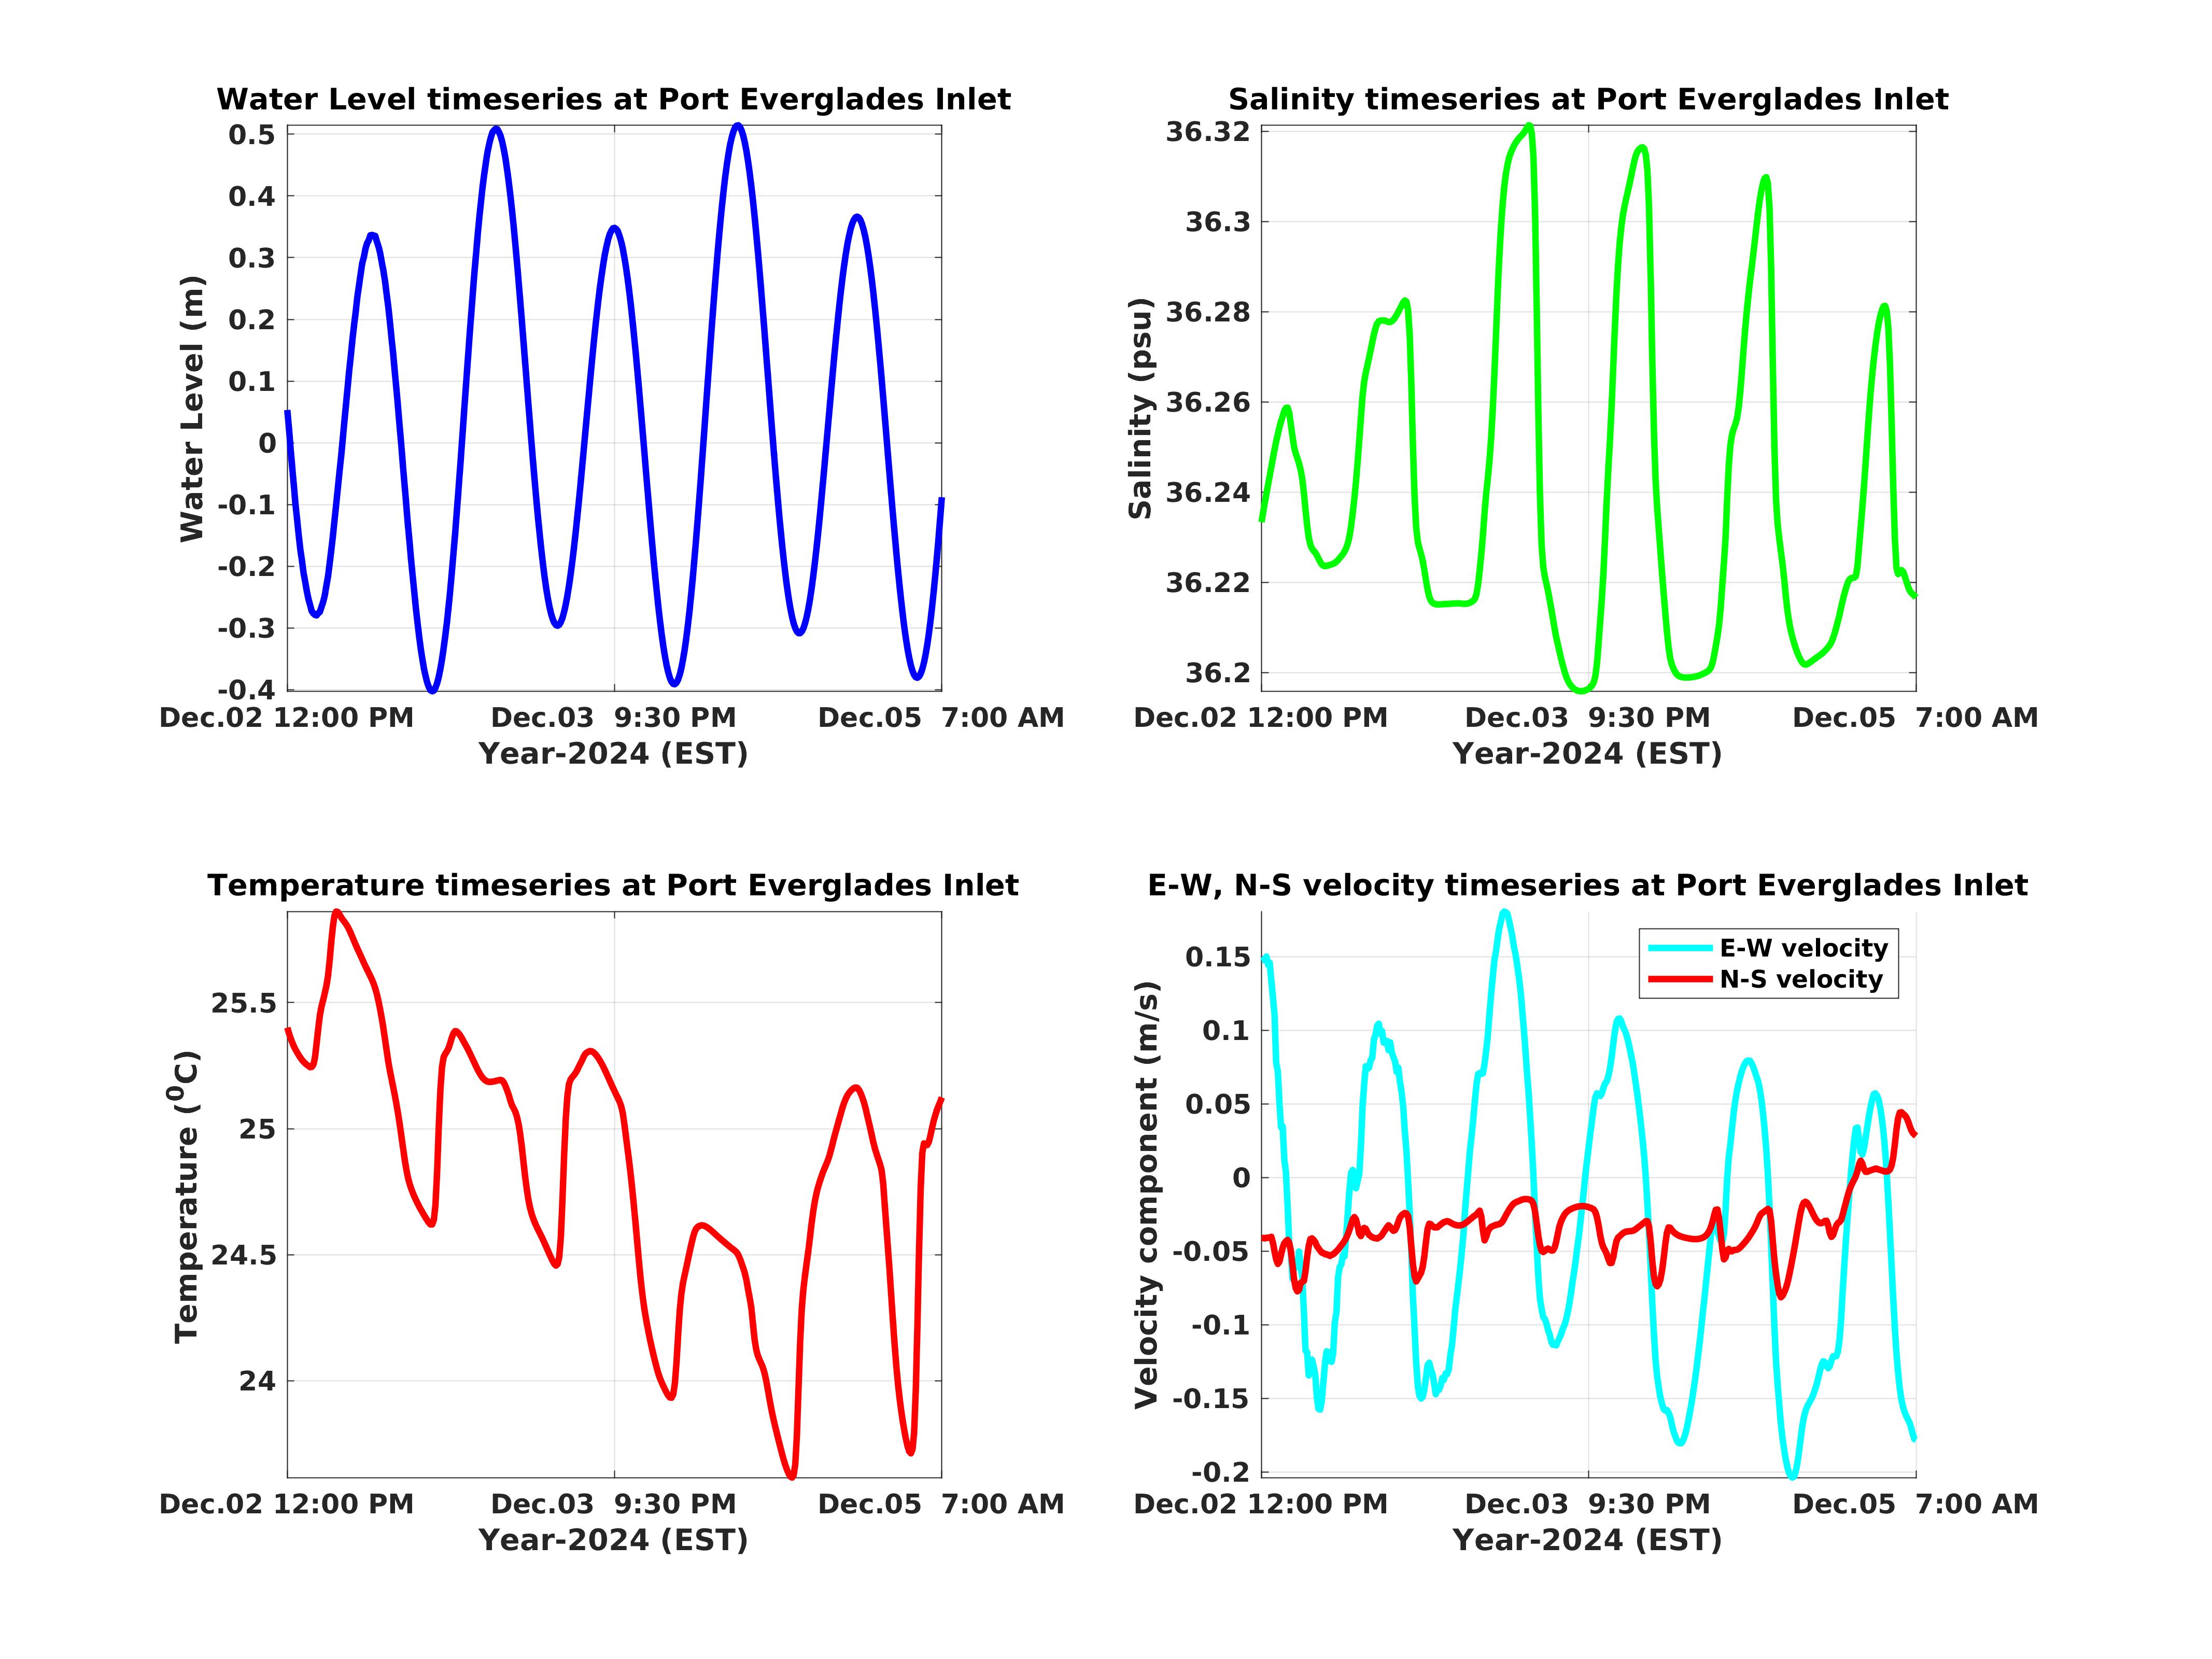 Water Level timeseries at Port Everglades Inlet
0.5
0.4
0.3
0.2
0.1
0
-0.1
-0.2
-0.3
-0.4
Water Level (m)
Dec.02 12:00 PM
Dec.03  9:30 PM
Dec.05  7:00 AM
Year-2024 (EST)
Salinity timeseries at Port Everglades Inlet
36.32
36.3
36.28
36.26
36.24
36.22
36.2
Salinity (psu)
Dec.02 12:00 PM
Dec.03  9:30 PM
Dec.05  7:00 AM
Year-2024 (EST)
Temperature timeseries at Port Everglades Inlet
25.5
25
24.5
24
Temperature (⁰C)
Dec.02 12:00 PM
Dec.03  9:30 PM
Dec.05  7:00 AM
Year-2024 (EST)
E-W, N-S velocity timeseries at Port Everglades Inlet
E-W velocity
N-S velocity
0.15
0.1
0.05
0
-0.05
-0.1
-0.15
-0.2
Velocity component (m/s)
Dec.02 12:00 PM
Dec.03  9:30 PM
Dec.05  7:00 AM
Year-2024 (EST)